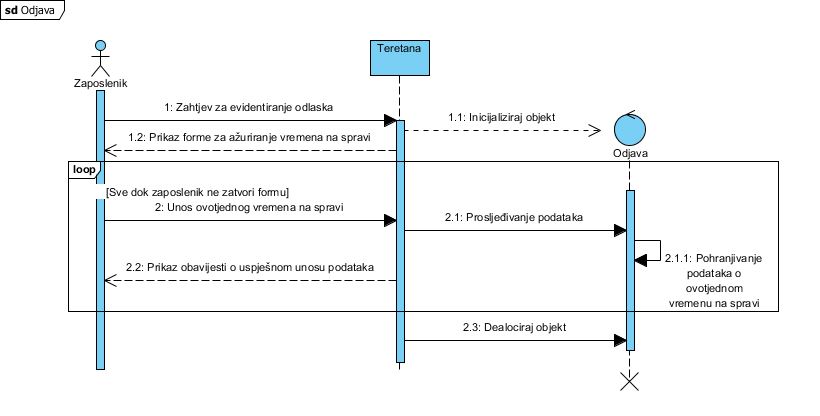 sd Odjava
Teretana
Zaposlenik
1: Zahtjev za evidentiranje odlaska
1.1: Inicijaliziraj objekt
1.2: Prikaz forme za ažuriranje vremena na spravi
Odjava
loop
[Sve dok zaposlenik ne zatvori formu]
2: Unos ovotjednog vremena na spravi
2.1: Prosljeđivanje podataka
2.1.1: Pohranjivanje
podataka o
ovotjednom
vremenu na spravi
2.2: Prikaz obavijesti o uspješnom unosu podataka
2.3: Dealociraj objekt